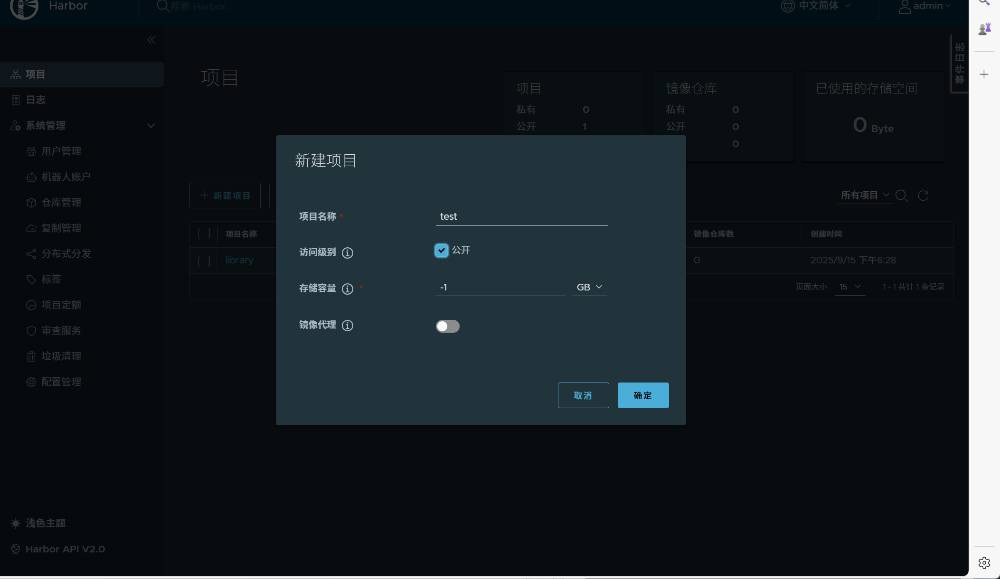 Harbor
搜索 Harbor...
中文简体
admin
事件日志
项目
日志
系统管理
用户管理
机器人账户
仓库管理
复制管理
分布式分发
标签
项目定额
审查服务
垃圾清理
配置管理
浅色主题
Harbor API V2.0
项目
项目
私有 0
公开 1
镜像仓库
私有 0
公开 0
0
已使用的存储空间
0 Byte
新建项目
所有项目
项目名称
镜像仓库数
创建时间
library
0
2025/9/15 下午6:28
页面大小 15
1 - 1 共计 1 条记录
新建项目
项目名称 *
test
访问级别
公开
存储容量 *
-1
GB
镜像代理
取消
确定